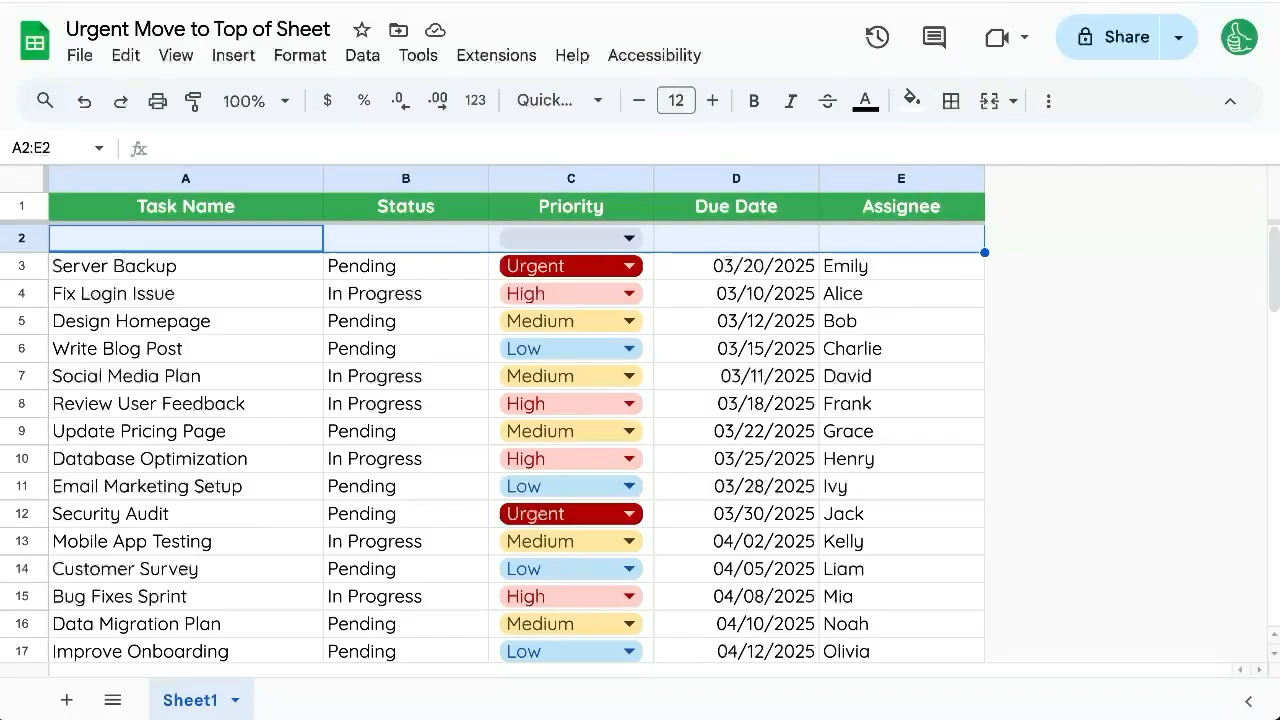 Urgent Move to Top of Sheet
File Edit View Insert Format Data Tools Extensions Help Accessibility
Share
100% $ % .0 .00 123 Quick... 12 B I S A
A2:E2 fx
A B C D E
1 Task Name Status Priority Due Date Assignee
2
3 Server Backup Pending Urgent 03/20/2025 Emily
4 Fix Login Issue In Progress High 03/10/2025 Alice
5 Design Homepage Pending Medium 03/12/2025 Bob
6 Write Blog Post Pending Low 03/15/2025 Charlie
7 Social Media Plan In Progress Medium 03/11/2025 David
8 Review User Feedback In Progress High 03/18/2025 Frank
9 Update Pricing Page Pending Medium 03/22/2025 Grace
10 Database Optimization In Progress High 03/25/2025 Henry
11 Email Marketing Setup Pending Low 03/28/2025 Ivy
12 Security Audit Pending Urgent 03/30/2025 Jack
13 Mobile App Testing In Progress Medium 04/02/2025 Kelly
14 Customer Survey Pending Low 04/05/2025 Liam
15 Bug Fixes Sprint In Progress High 04/08/2025 Mia
16 Data Migration Plan Pending Medium 04/10/2025 Noah
17 Improve Onboarding Pending Low 04/12/2025 Olivia
Sheet1